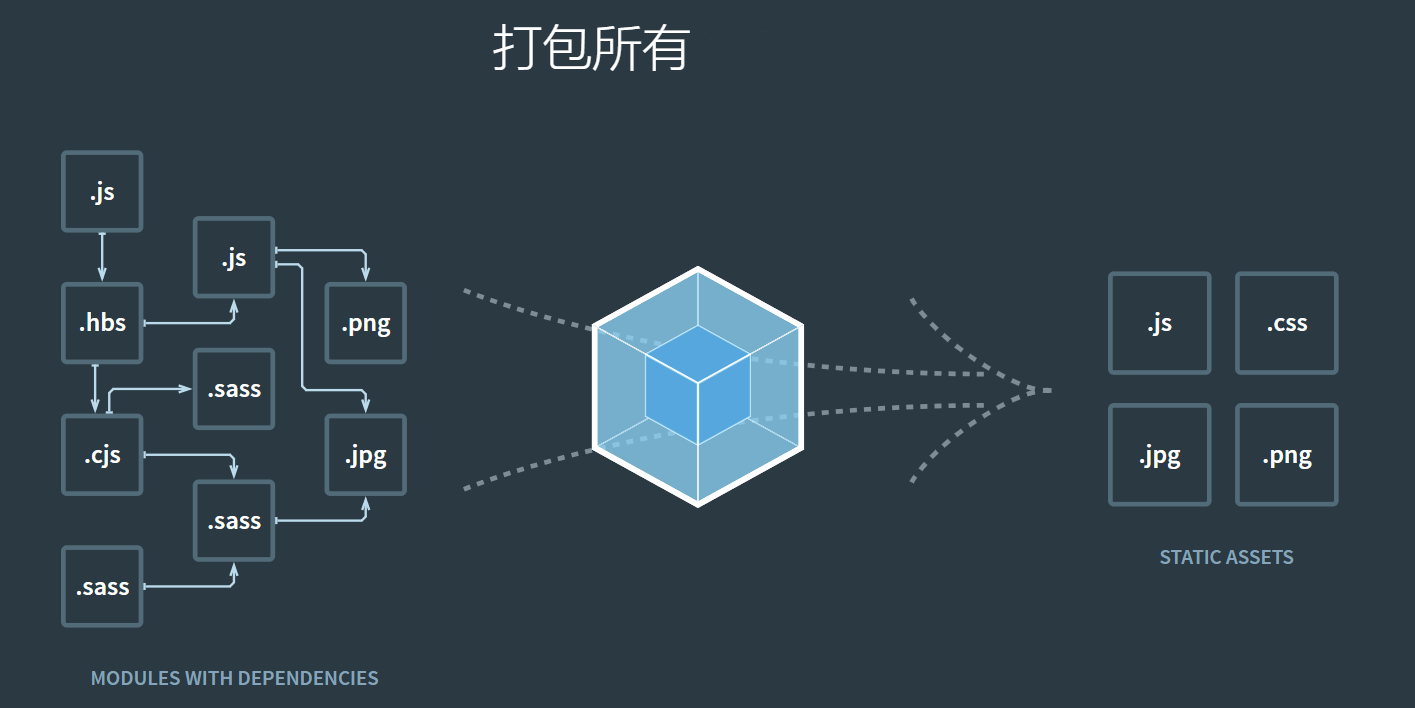 打包所有
.js
.js
.hbs
.png
.sass
.cjs
.jpg
.sass
.sass
MODULES WITH DEPENDENCIES
.js
.css
.jpg
.png
STATIC ASSETS